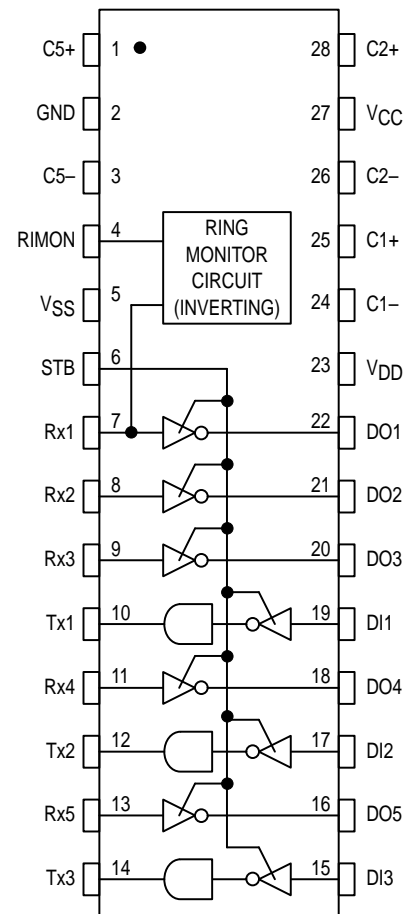 C5+ 1 28 C2+
GND 2 27 VCC
C5– 3 26 C2–
RIMON 4 25 C1+
RING
MONITOR
CIRCUIT
(INVERTING)
VSS 5 24 C1–
STB 6 23 VDD
Rx1 7 22 DO1
Rx2 8 21 DO2
Rx3 9 20 DO3
Tx1 10 19 DI1
Rx4 11 18 DO4
Tx2 12 17 DI2
Rx5 13 16 DO5
Tx3 14 15 DI3